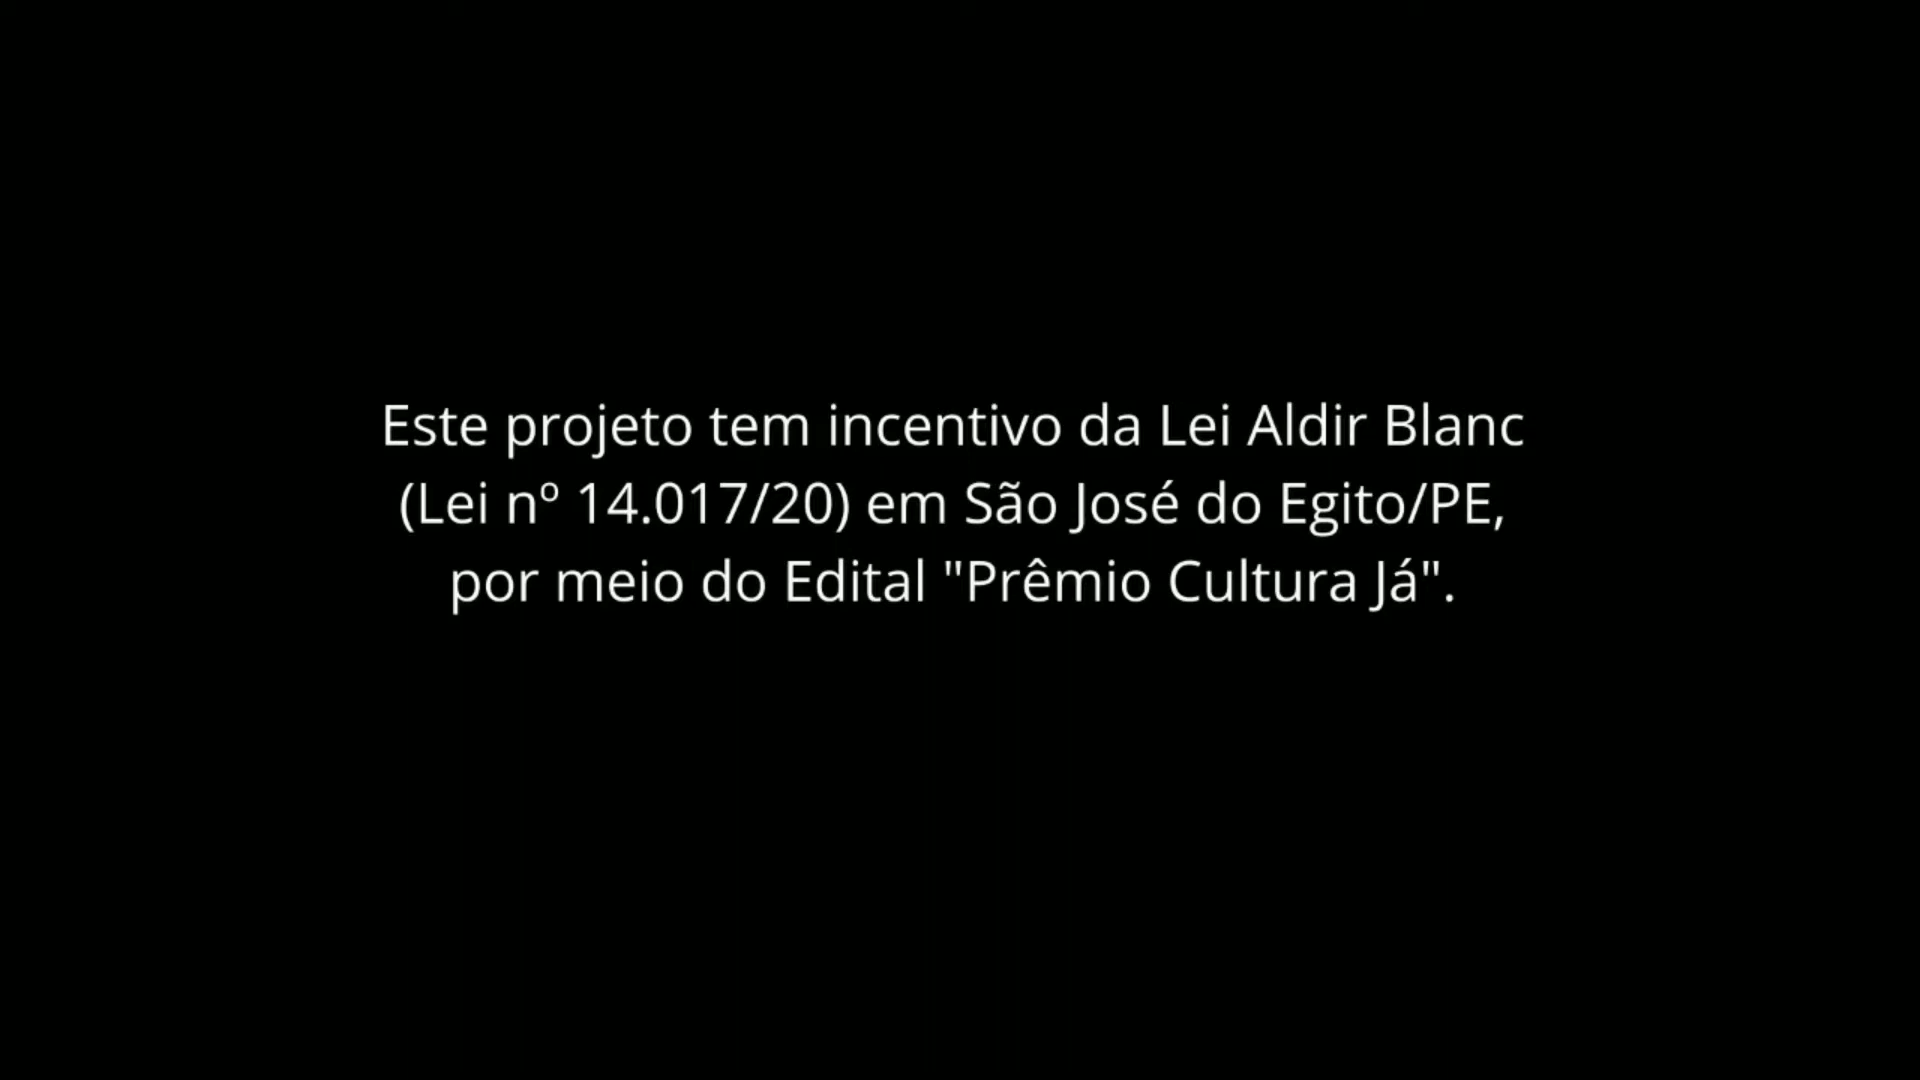 Este projeto tem incentivo da Lei Aldir Blanc
(Lei nº 14.017/20) em São José do Egito/PE,
por meio do Edital "Prêmio Cultura Já".